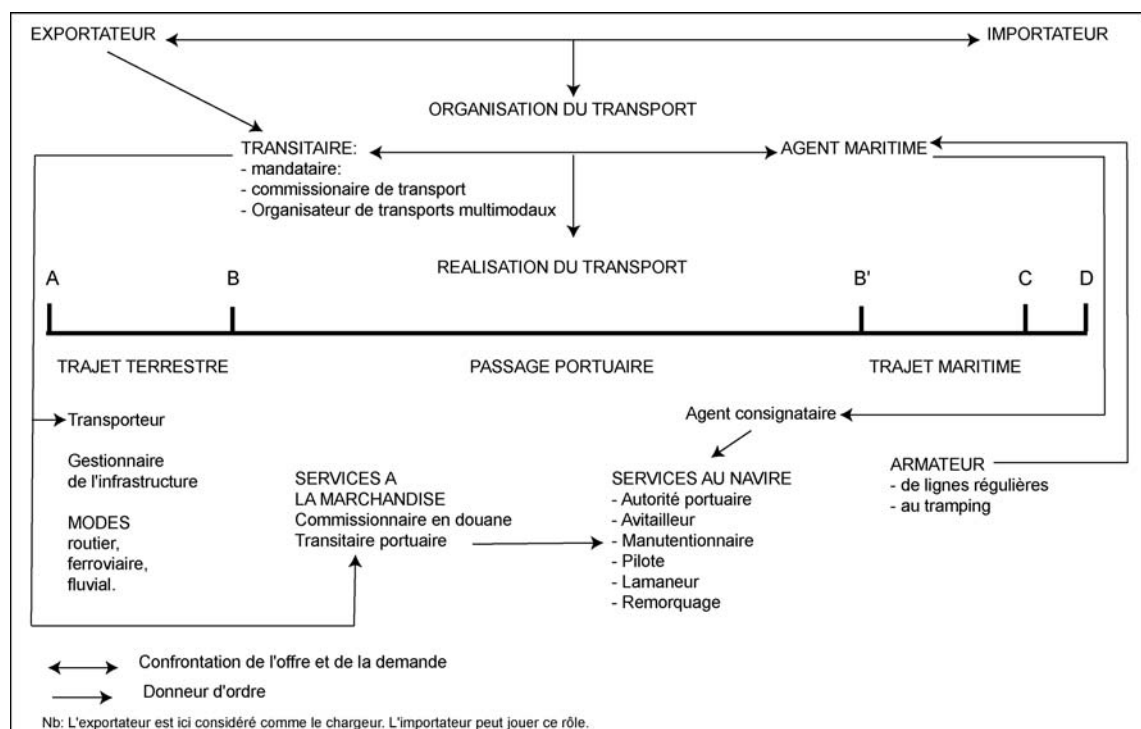 EXPORTATEUR
IMPORTATEUR
ORGANISATION DU TRANSPORT
TRANSITAIRE:
- mandataire:
- commissionaire de transport
- Organisateur de transports multimodaux
AGENT MARITIME
REALISATION DU TRANSPORT
A
B
B'
C
D
TRAJET TERRESTRE
PASSAGE PORTUAIRE
TRAJET MARITIME
Transporteur
Gestionnaire
de l'infrastructure
MODES
routier,
ferroviaire,
fluvial.
SERVICES A
LA MARCHANDISE
Commissionnaire en douane
Transitaire portuaire
Agent consignataire
SERVICES AU NAVIRE
- Autorité portuaire
- Avitailleur
- Manutentionnaire
- Pilote
- Lamaneur
- Remorquage
ARMATEUR
- de lignes régulières
- au tramping
Confrontation de l'offre et de la demande
Donneur d'ordre
Nb: L'exportateur est ici considéré comme le chargeur. L'importateur peut jouer ce rôle.